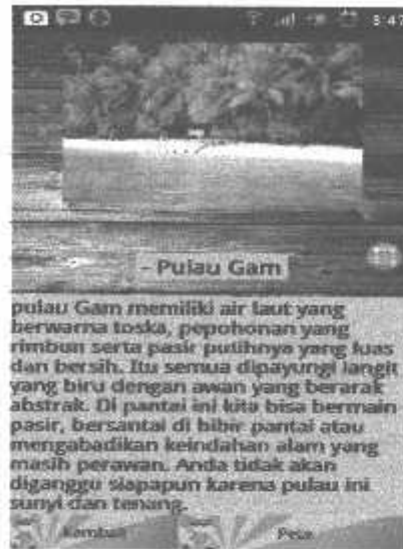 8:47
- Pulau Gam
pulau Gam memiliki air laut yang
berwarna toska, pepohonan yang
rimbun serta pasir putihnya yang luas
dan bersih. Itu semua dipayungi langit
yang biru dengan awan yang berarak
abstrak. Di pantai ini kita bisa bermain
pasir, bersantai di bibir pantai atau
mengabadikan keindahan alam yang
masih perawan. Anda tidak akan
diganggu siapapun karena pulau ini
sunyi dan tenang.
Kembali Peta